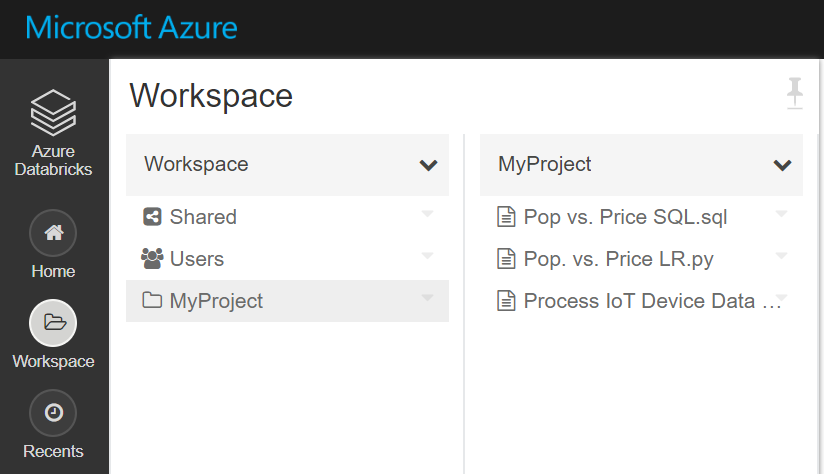 Microsoft Azure
Azure
Databricks
Home
Workspace
Recents
Workspace
Workspace
Shared
Users
MyProject
MyProject
Pop vs. Price SQL.sql
Pop. vs. Price LR.py
Process IoT Device Data …